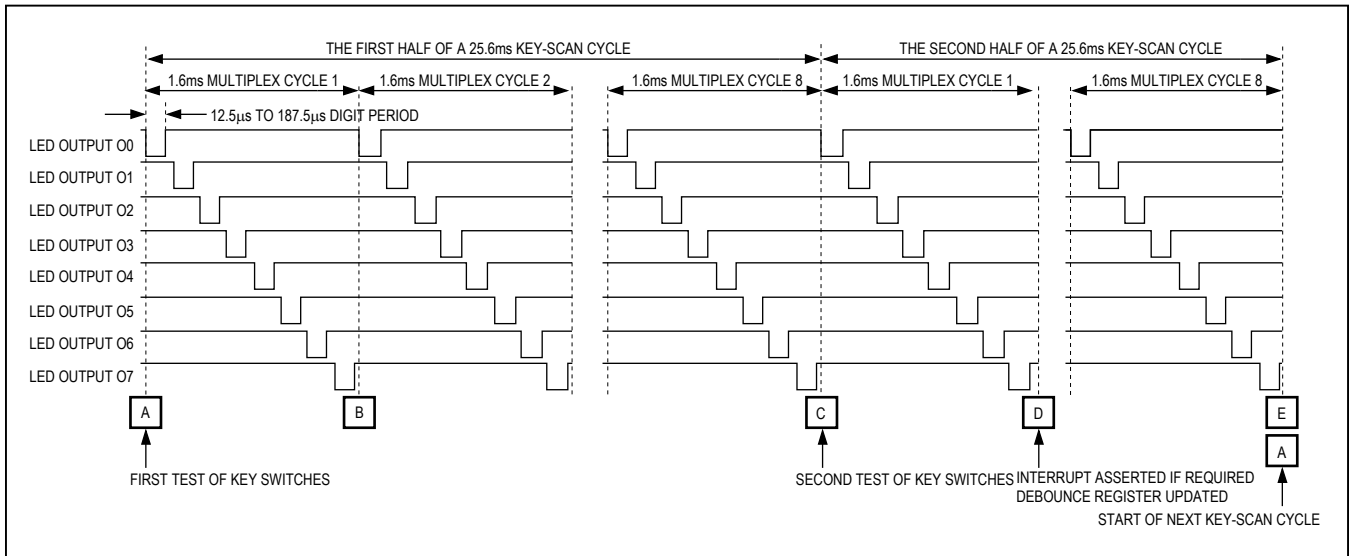 THE FIRST HALF OF A 25.6ms KEY-SCAN CYCLE
THE SECOND HALF OF A 25.6ms KEY-SCAN CYCLE
1.6ms MULTIPLEX CYCLE 1
1.6ms MULTIPLEX CYCLE 2
1.6ms MULTIPLEX CYCLE 8
1.6ms MULTIPLEX CYCLE 1
1.6ms MULTIPLEX CYCLE 8
12.5µs TO 187.5µs DIGIT PERIOD
LED OUTPUT O0
LED OUTPUT O1
LED OUTPUT O2
LED OUTPUT O3
LED OUTPUT O4
LED OUTPUT O5
LED OUTPUT O6
LED OUTPUT O7
A
B
C
D
E
A
FIRST TEST OF KEY SWITCHES
SECOND TEST OF KEY SWITCHES
INTERRUPT ASSERTED IF REQUIRED
DEBOUNCE REGISTER UPDATED
START OF NEXT KEY-SCAN CYCLE